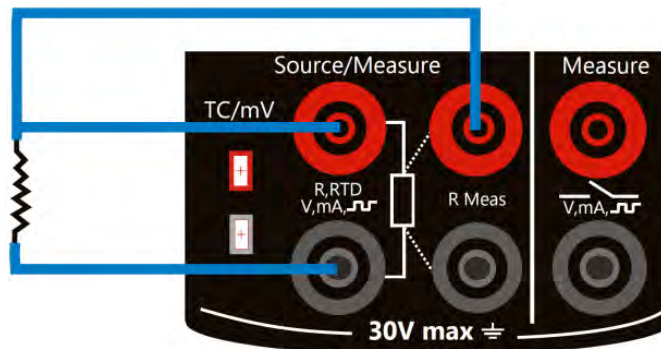 Source/Measure
Measure
TC/mV
R,RTD
V,mA,
R Meas
V,mA,
30V max